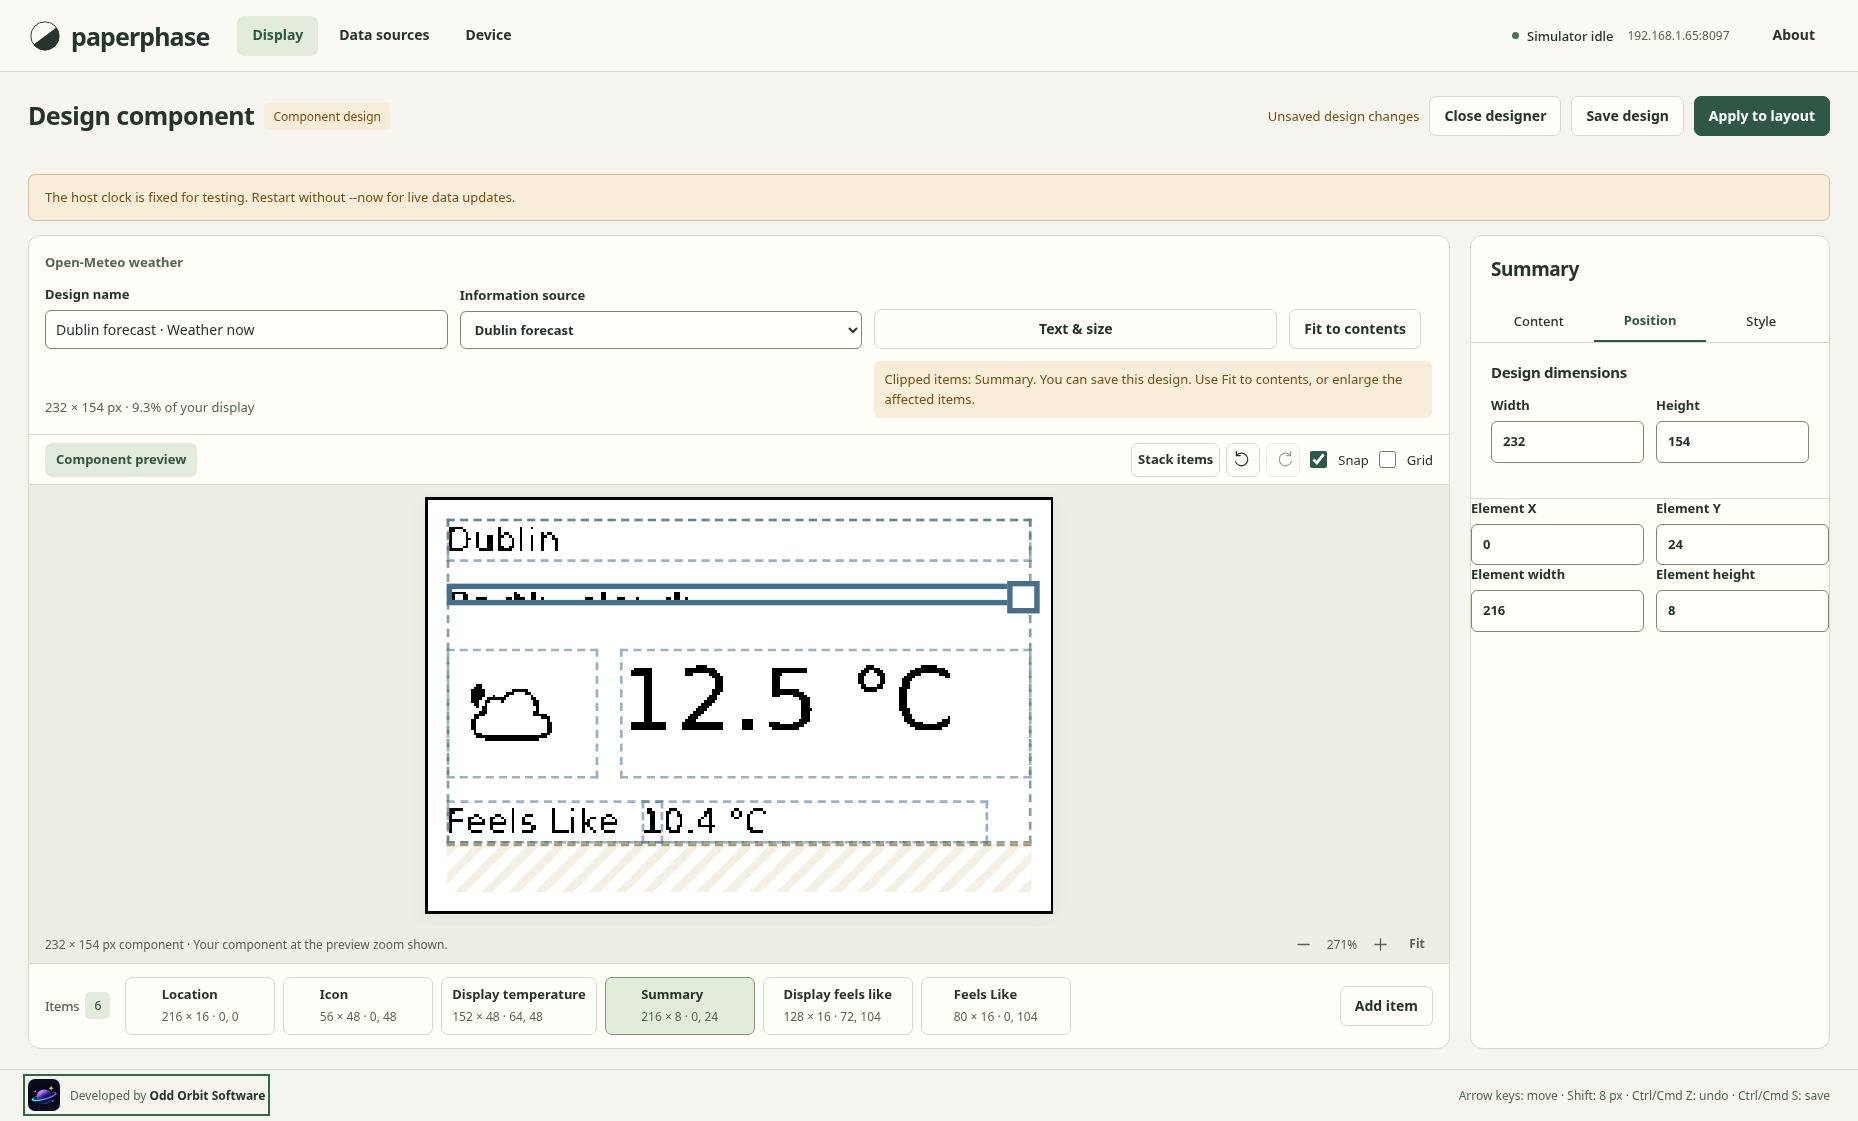 paperphase
Display
Data sources
Device
Simulator idle
192.168.1.65:8097
About
Design component
Component design
Unsaved design changes
Close designer
Save design
Apply to layout
The host clock is fixed for testing. Restart without --now for live data updates.
Open-Meteo weather
Design name
Information source
Dublin forecast · Weather now
Dublin forecast
Text & size
Fit to contents
232 × 154 px · 9.3% of your display
Clipped items: Summary. You can save this design. Use Fit to contents, or enlarge the
affected items.
Component preview
Stack items
Snap
Grid
Dublin
12.5 °C
Feels Like 10.4 °C
232 × 154 px component · Your component at the preview zoom shown.
271%
Fit
Items 6
Location
216 × 16 · 0, 0
Icon
56 × 48 · 0, 48
Display temperature
152 × 48 · 64, 48
Summary
216 × 8 · 0, 24
Display feels like
128 × 16 · 72, 104
Feels Like
80 × 16 · 0, 104
Add item
Summary
Content
Position
Style
Design dimensions
Width
Height
232
154
Element X
Element Y
0
24
Element width
Element height
216
8
Developed by Odd Orbit Software
Arrow keys: move · Shift: 8 px · Ctrl/Cmd Z: undo · Ctrl/Cmd S: save